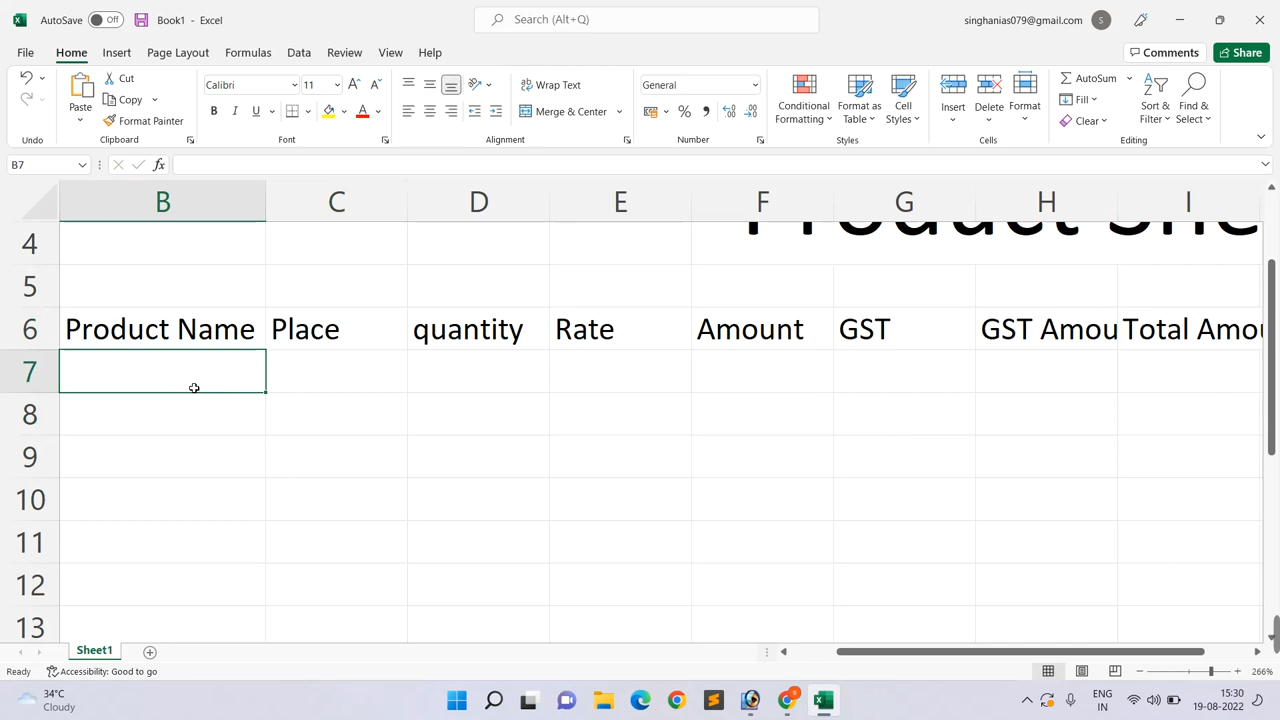 AutoSave Off Book1 - Excel Search (Alt+Q) singhanias079@gmail.com S
File Home Insert Page Layout Formulas Data Review View Help Comments Share
Cut Calibri 11 Wrap Text General AutoSum
Paste Copy Conditional Format as Cell Insert Delete Format Fill Sort & Find &
Format Painter B I U Merge & Center % , Formatting Table Styles Clear Filter Select
Undo Clipboard Font Alignment Number Styles Cells Editing
B7 fx
B C D E F G H I
4 Product She
5
6 Product Name Place quantity Rate Amount GST GST Amou Total Amou
7
8
9
10
11
12
13
Sheet1
Ready Accessibility: Good to go 266%
34°C ENG 15:30
Cloudy IN 19-08-2022